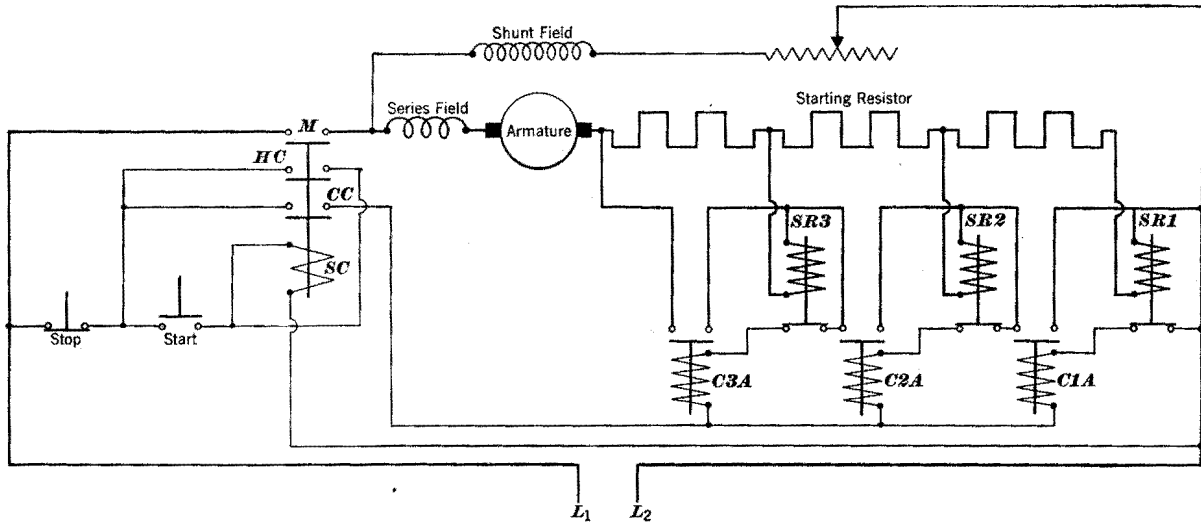 Shunt Field
Series Field
Armature
Starting Resistor
M
HC
CC
SC
SR3
SR2
SR1
Stop
Start
C3A
C2A
C1A
L1
L2